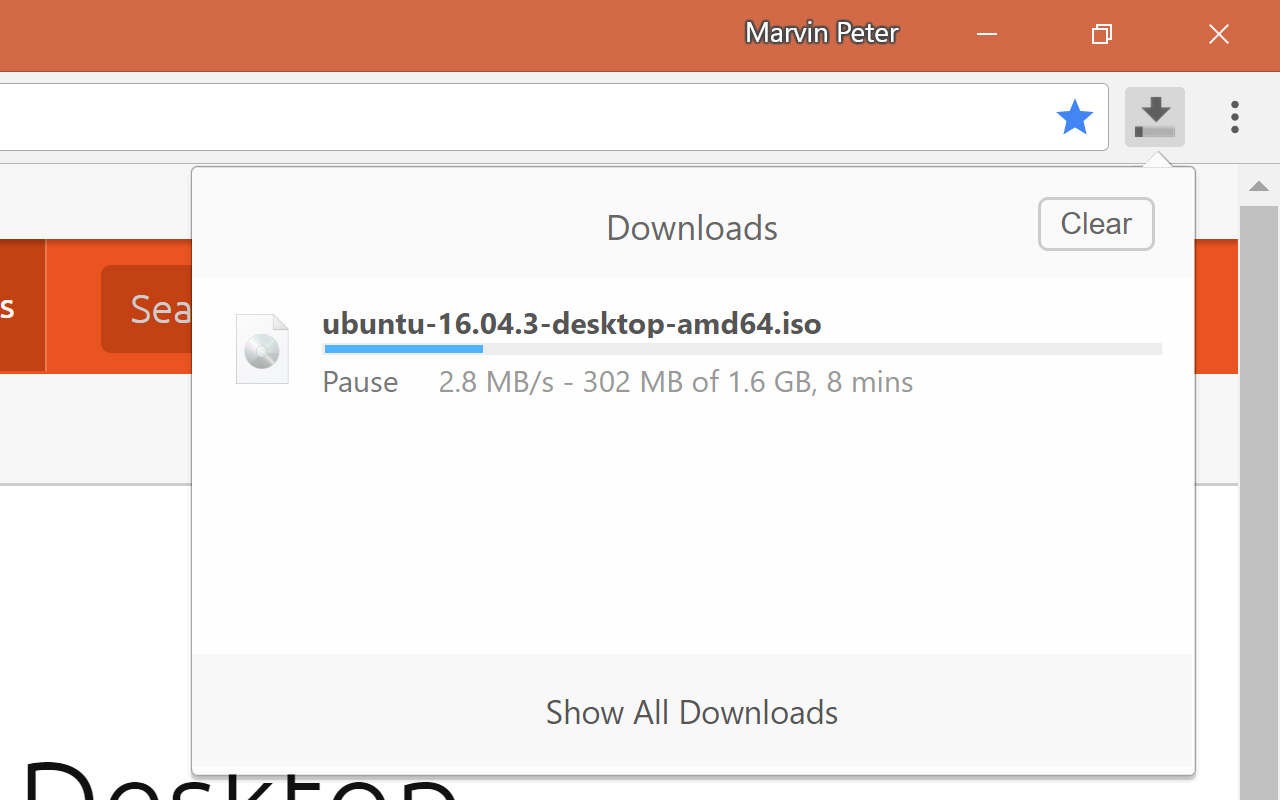 Marvin Peter
Downloads
Clear
s
Sea
ubuntu-16.04.3-desktop-amd64.iso
Pause 2.8 MB/s - 302 MB of 1.6 GB, 8 mins
Show All Downloads
Desktop